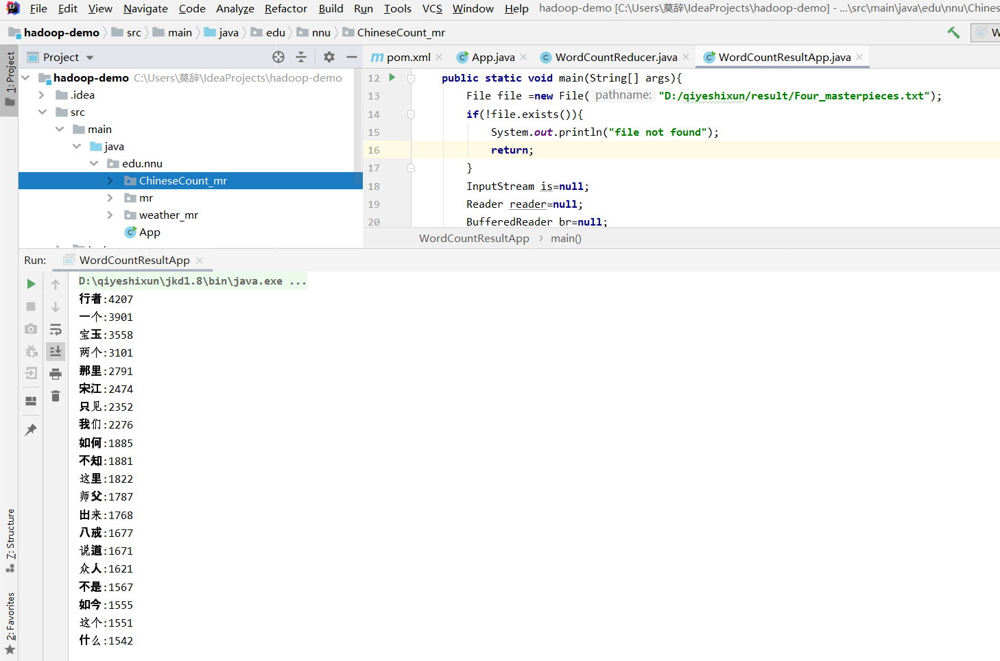 File Edit View Navigate Code Analyze Refactor Build Run Tools VCS Window Help hadoop-demo [C:\Users\莫辞\IdeaProjects\hadoop-demo] - ...\src\main\java\edu\nnu\Chines
hadoop-demo src main java edu nnu ChineseCount_mr W
1: Project
Project
pom.xml App.java WordCountReducer.java WordCountResultApp.java
hadoop-demo C:\Users\莫辞\IdeaProjects\hadoop-demo
.idea
src
main
java
edu.nnu
ChineseCount_mr
mr
weather_mr
App
12 public static void main(String[] args){
13 File file =new File( pathname: "D:/qiyeshixun/result/Four_masterpieces.txt");
14 if(!file.exists()){
15 System.out.println("file not found");
16 return;
17 }
18 InputStream is=null;
19 Reader reader=null;
20 BufferedReader br=null;
WordCountResultApp main()
Run: WordCountResultApp
D:\qiyeshixun\jkd1.8\bin\java.exe ...
行者:4207
一个:3901
宝玉:3558
两个:3101
那里:2791
宋江:2474
只见:2352
我们:2276
如何:1885
不知:1881
这里:1822
师父:1787
出来:1768
八戒:1677
说道:1671
众人:1621
不是:1567
如今:1555
这个:1551
什么:1542
7: Structure
2: Favorites